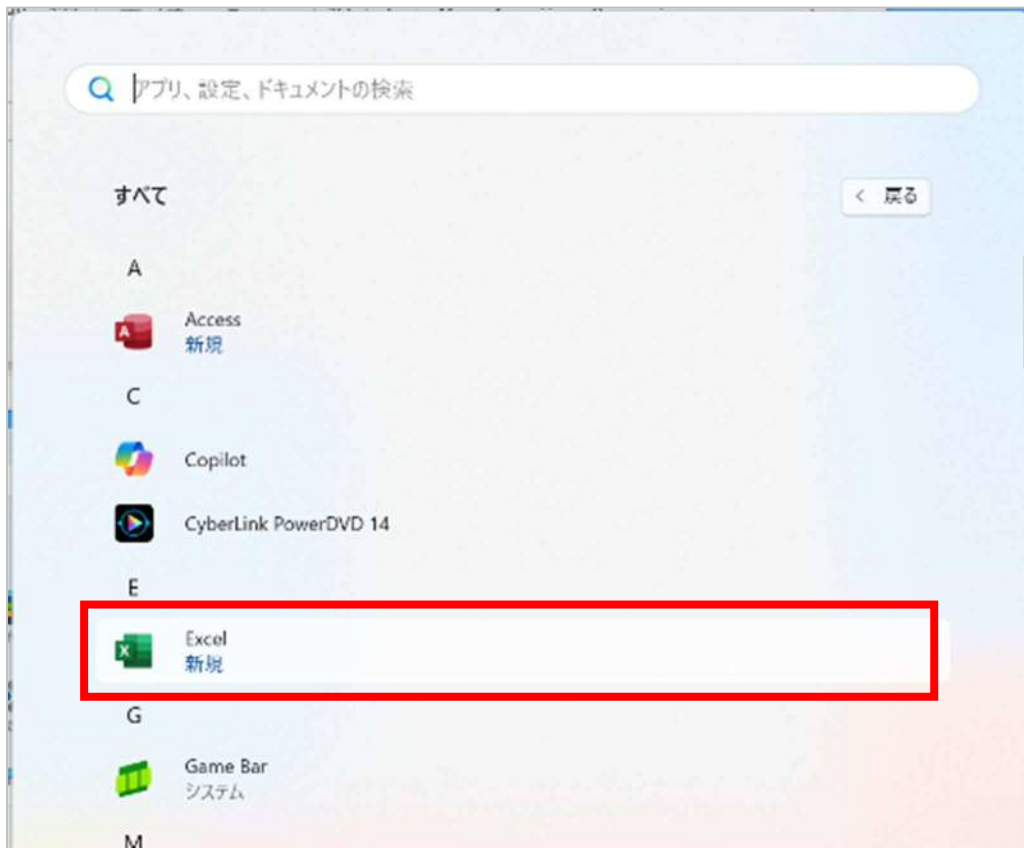 アプリ、設定、ドキュメントの検索
すべて
戻る
A
Access
新規
C
Copilot
CyberLink PowerDVD 14
E
Excel
新規
G
Game Bar
システム
M